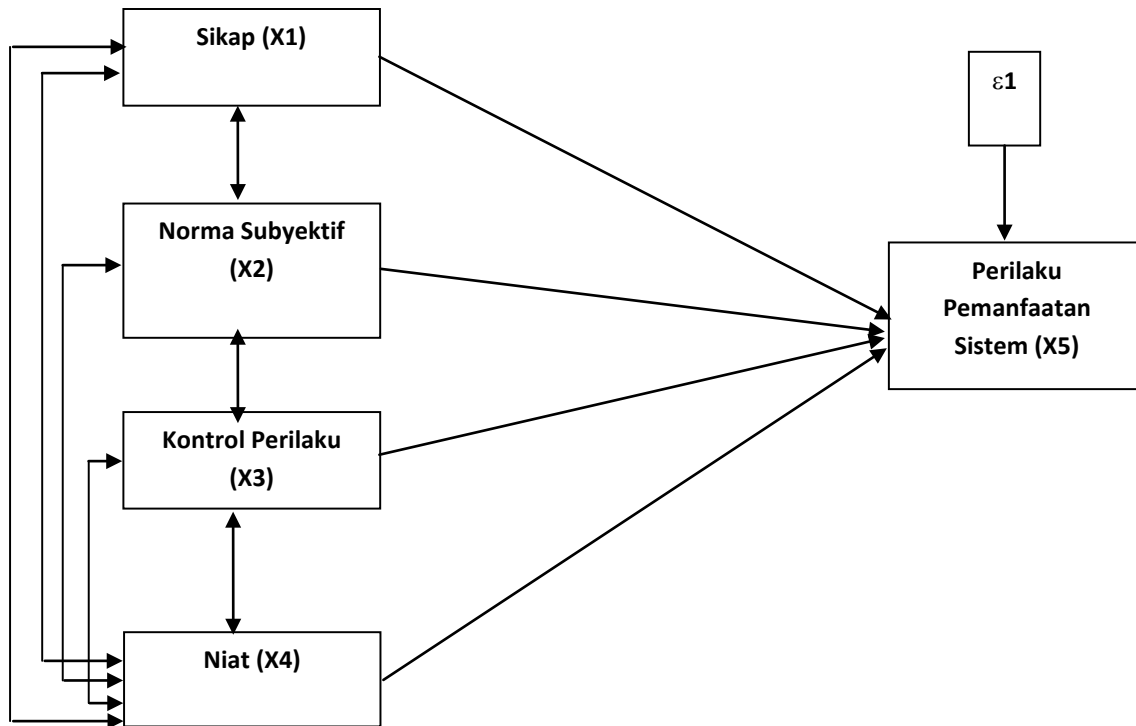 Sikap (X1)
ε1
Norma Subyektif
(X2)
Perilaku
Pemanfaatan
Sistem (X5)
Kontrol Perilaku
(X3)
Niat (X4)